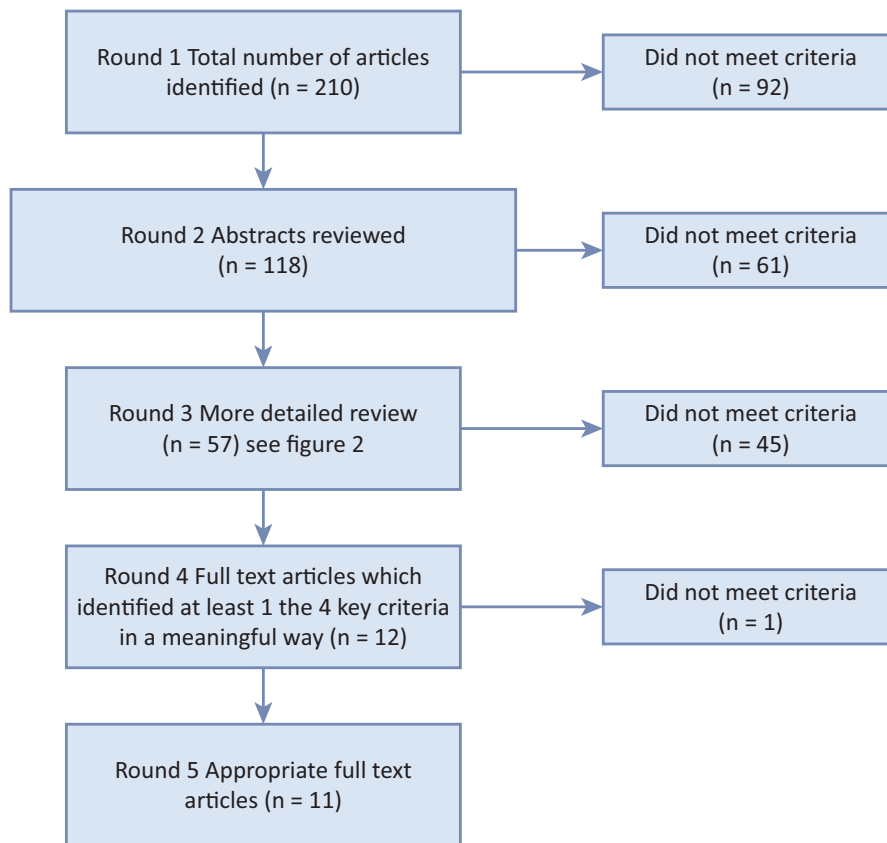 Round 1 Total number of articles
identified (n = 210)
Did not meet criteria
(n = 92)
Round 2 Abstracts reviewed
(n = 118)
Did not meet criteria
(n = 61)
Round 3 More detailed review
(n = 57) see figure 2
Did not meet criteria
(n = 45)
Round 4 Full text articles which
identified at least 1 the 4 key criteria
in a meaningful way (n = 12)
Did not meet criteria
(n = 1)
Round 5 Appropriate full text
articles (n = 11)